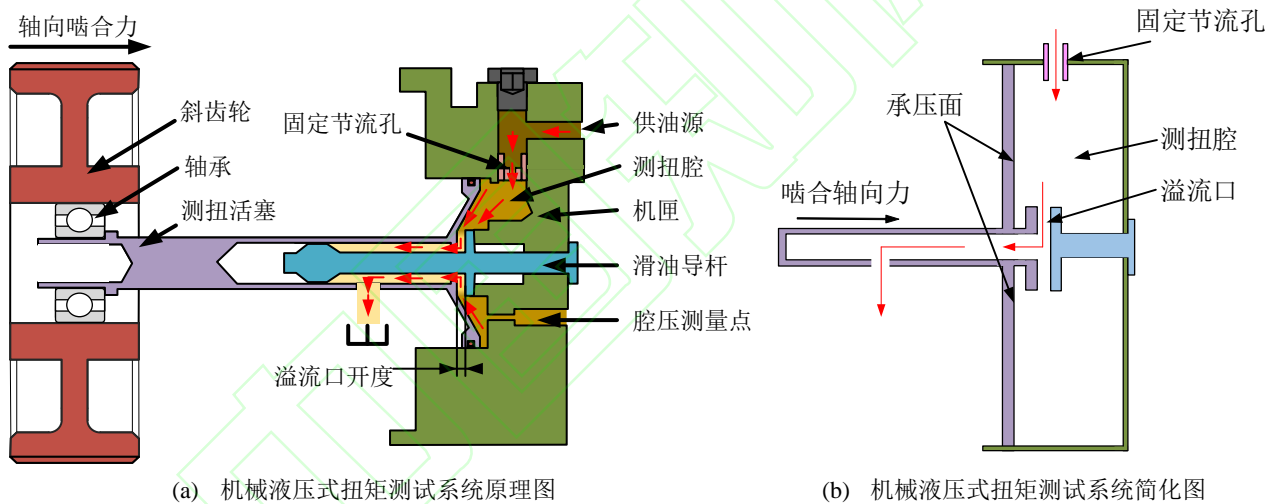 轴向啮合力
斜齿轮
轴承
测扭活塞
固定节流孔
供油源
测扭腔
机匣
滑油导杆
腔压测量点
溢流口开度
(a) 机械液压式扭矩测试系统原理图
固定节流孔
承压面
测扭腔
溢流口
啮合轴向力
(b) 机械液压式扭矩测试系统简化图